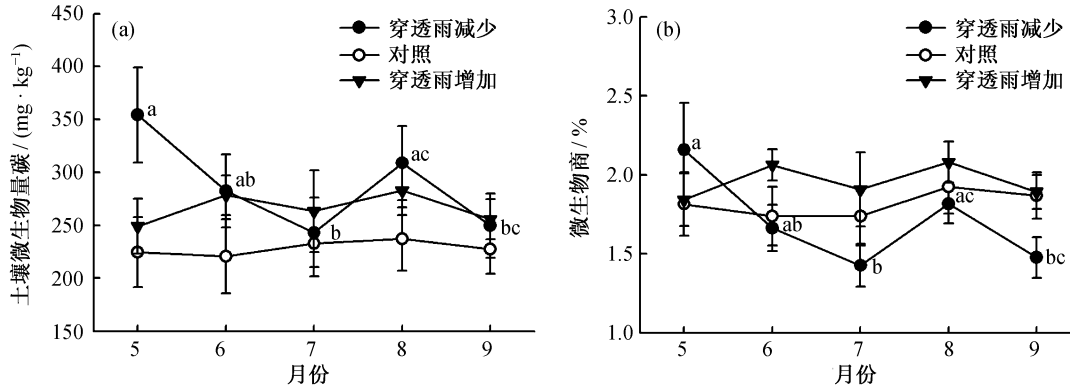 (a)
穿透雨减少
对照
穿透雨增加
土壤微生物量碳 / (mg · kg⁻¹)
450
400
350
300
250
200
150
a
ab
b
ac
bc
5 6 7 8 9
月份
(b)
穿透雨减少
对照
穿透雨增加
微生物商 / %
3.0
2.5
2.0
1.5
1.0
a
ab
b
ac
bc
5 6 7 8 9
月份